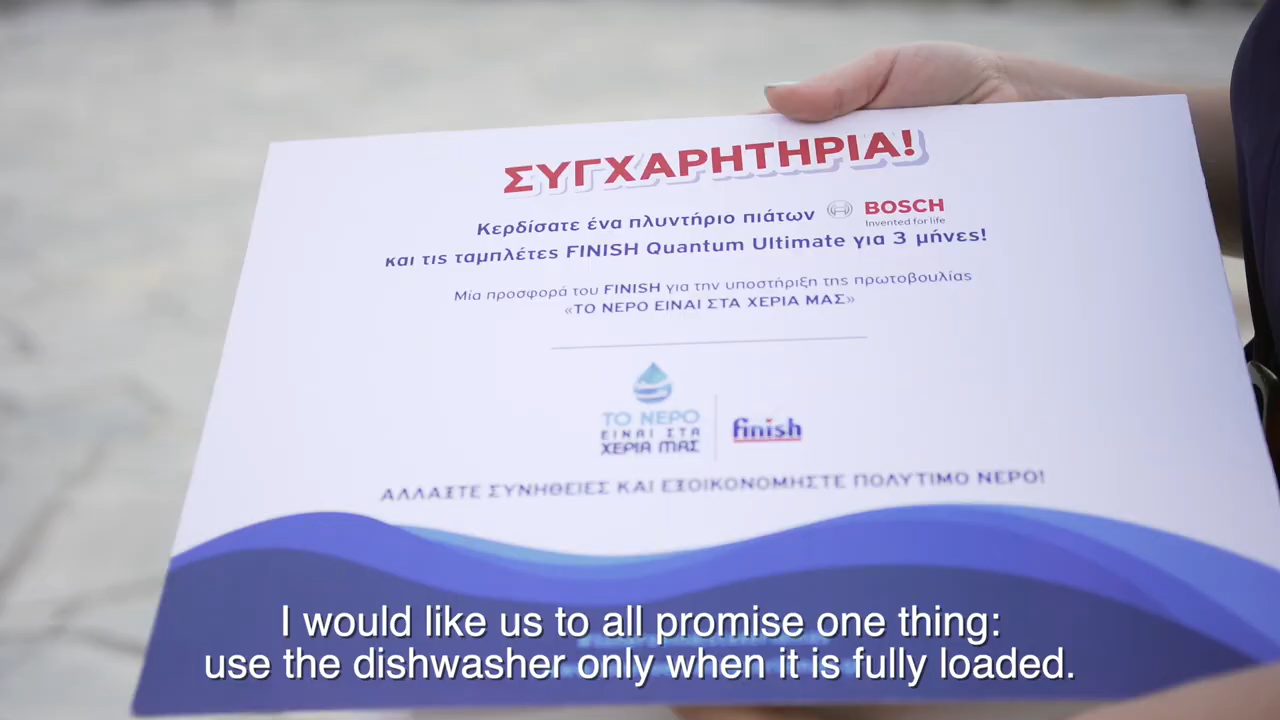 ΣΥΓΧΑΡΗΤΗΡΙΑ!
Κερδίσατε ένα πλυντήριο πιάτων BOSCH
Invented for life
και τις ταμπλέτες FINISH Quantum Ultimate για 3 μήνες!
Μία προσφορά του FINISH για την υποστήριξη της πρωτοβουλίας
«ΤΟ ΝΕΡΟ ΕΙΝΑΙ ΣΤΑ ΧΕΡΙΑ ΜΑΣ»
ΤΟ ΝΕΡΟ
ΕΙΝΑΙ ΣΤΑ
ΧΕΡΙΑ ΜΑΣ
finish
ΑΛΛΑΞΤΕ ΣΥΝΗΘΕΙΕΣ ΚΑΙ ΕΞΟΙΚΟΝΟΜΗΣΤΕ ΠΟΛΥΤΙΜΟ ΝΕΡΟ!
I would like us to all promise one thing:
use the dishwasher only when it is fully loaded.